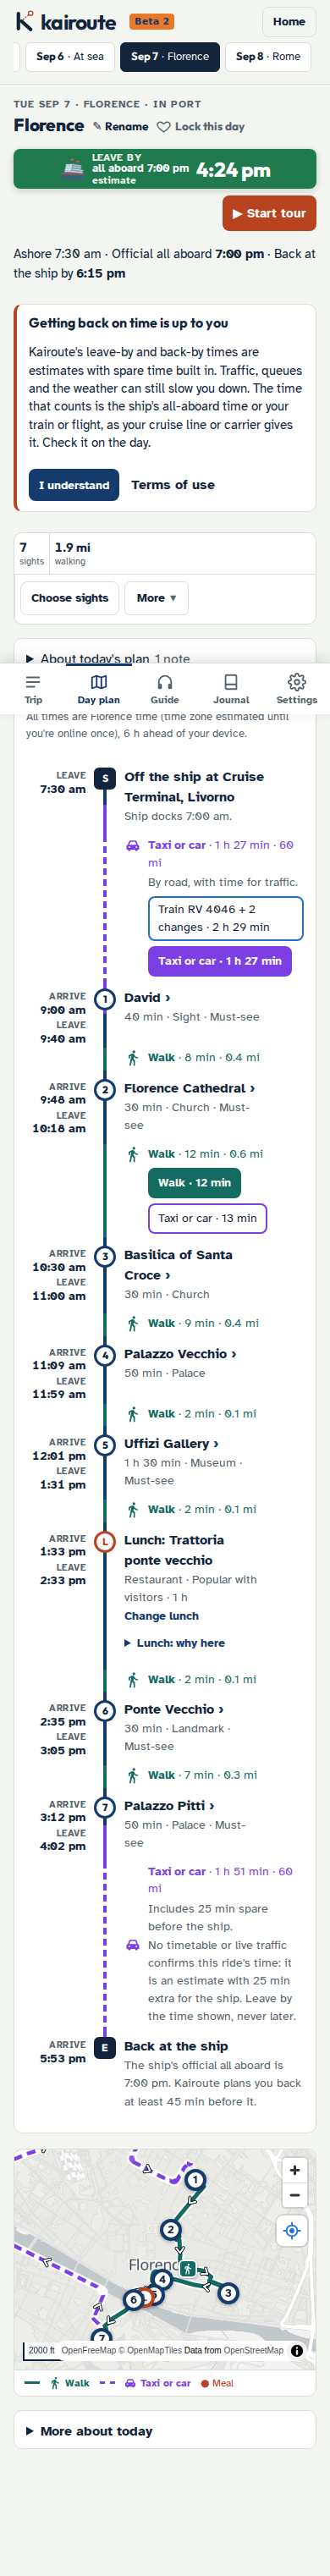 kairoute Beta 2 Home
Sep 6 · At sea Sep 7 · Florence Sep 8 · Rome
TUE SEP 7 · FLORENCE · IN PORT
Florence ✎ Rename ♡ Lock this day
LEAVE BY
all aboard 7:00 pm 4:24 pm
estimate
▶ Start tour
Ashore 7:30 am · Official all aboard 7:00 pm · Back at
the ship by 6:15 pm
Getting back on time is up to you
Kairoute's leave-by and back-by times are
estimates with spare time built in. Traffic, queues
and the weather can still slow you down. The time
that counts is the ship's all-aboard time or your
train or flight, as your cruise line or carrier gives
it. Check it on the day.
I understand Terms of use
7 1.9 mi
sights walking
Choose sights More ▼
▶ About today's plan 1 note
Trip Day plan Guide Journal Settings
All times are Florence time (time zone estimated until
you're online once), 6 h ahead of your device.
LEAVE S Off the ship at Cruise
7:30 am Terminal, Livorno
Ship docks 7:00 am.
Taxi or car · 1 h 27 min · 60
mi
By road, with time for traffic.
Train RV 4046 + 2
changes · 2 h 29 min
Taxi or car · 1 h 27 min
ARRIVE 1 David ›
9:00 am 40 min · Sight · Must-see
LEAVE
9:40 am
Walk · 8 min · 0.4 mi
ARRIVE 2 Florence Cathedral ›
9:48 am 30 min · Church · Must-
LEAVE see
10:18 am
Walk · 12 min · 0.6 mi
Walk · 12 min
Taxi or car · 13 min
ARRIVE 3 Basilica of Santa
10:30 am Croce ›
LEAVE 30 min · Church
11:00 am
Walk · 9 min · 0.4 mi
ARRIVE 4 Palazzo Vecchio ›
11:09 am 50 min · Palace
LEAVE
11:59 am
Walk · 2 min · 0.1 mi
ARRIVE 5 Uffizi Gallery ›
12:01 pm 1 h 30 min · Museum ·
LEAVE Must-see
1:31 pm
Walk · 2 min · 0.1 mi
ARRIVE L Lunch: Trattoria
1:33 pm ponte vecchio
LEAVE Restaurant · Popular with
2:33 pm visitors · 1 h
Change lunch
▶ Lunch: why here
Walk · 2 min · 0.1 mi
ARRIVE 6 Ponte Vecchio ›
2:35 pm 30 min · Landmark ·
LEAVE Must-see
3:05 pm
Walk · 7 min · 0.3 mi
ARRIVE 7 Palazzo Pitti ›
3:12 pm 50 min · Palace · Must-
LEAVE see
4:02 pm
Taxi or car · 1 h 51 min · 60
mi
Includes 25 min spare
before the ship.
No timetable or live traffic
confirms this ride's time: it
is an estimate with 25 min
extra for the ship. Leave by
the time shown, never later.
ARRIVE E Back at the ship
5:53 pm The ship's official all aboard is
7:00 pm. Kairoute plans you back
at least 45 min before it.
1 +
2 −
Florenc
4 3
6 5
7
2000 ft OpenFreeMap © OpenMapTiles Data from OpenStreetMap
Walk Taxi or car Meal
▶ More about today